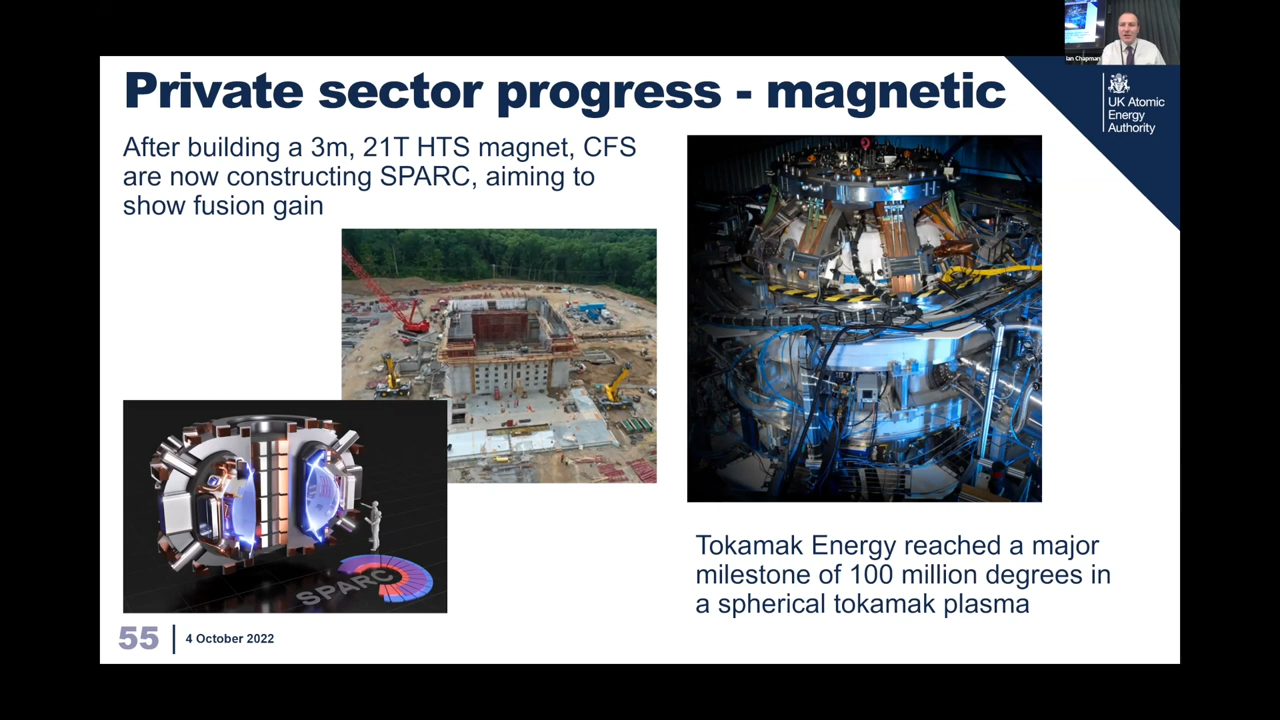 Ian Chapman
Private sector progress - magnetic
UK Atomic
Energy
Authority
After building a 3m, 21T HTS magnet, CFS
are now constructing SPARC, aiming to
show fusion gain
SPARC
Tokamak Energy reached a major
milestone of 100 million degrees in
a spherical tokamak plasma
55
4 October 2022